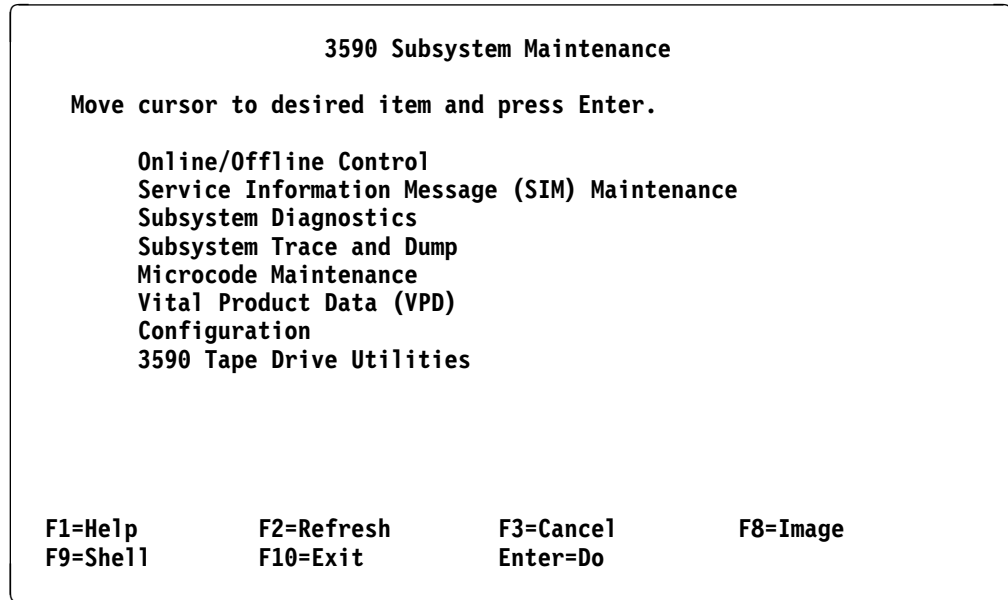 3590 Subsystem Maintenance
Move cursor to desired item and press Enter.
Online/Offline Control
Service Information Message (SIM) Maintenance
Subsystem Diagnostics
Subsystem Trace and Dump
Microcode Maintenance
Vital Product Data (VPD)
Configuration
3590 Tape Drive Utilities
F1=Help F2=Refresh F3=Cancel F8=Image
F9=Shell F10=Exit Enter=Do